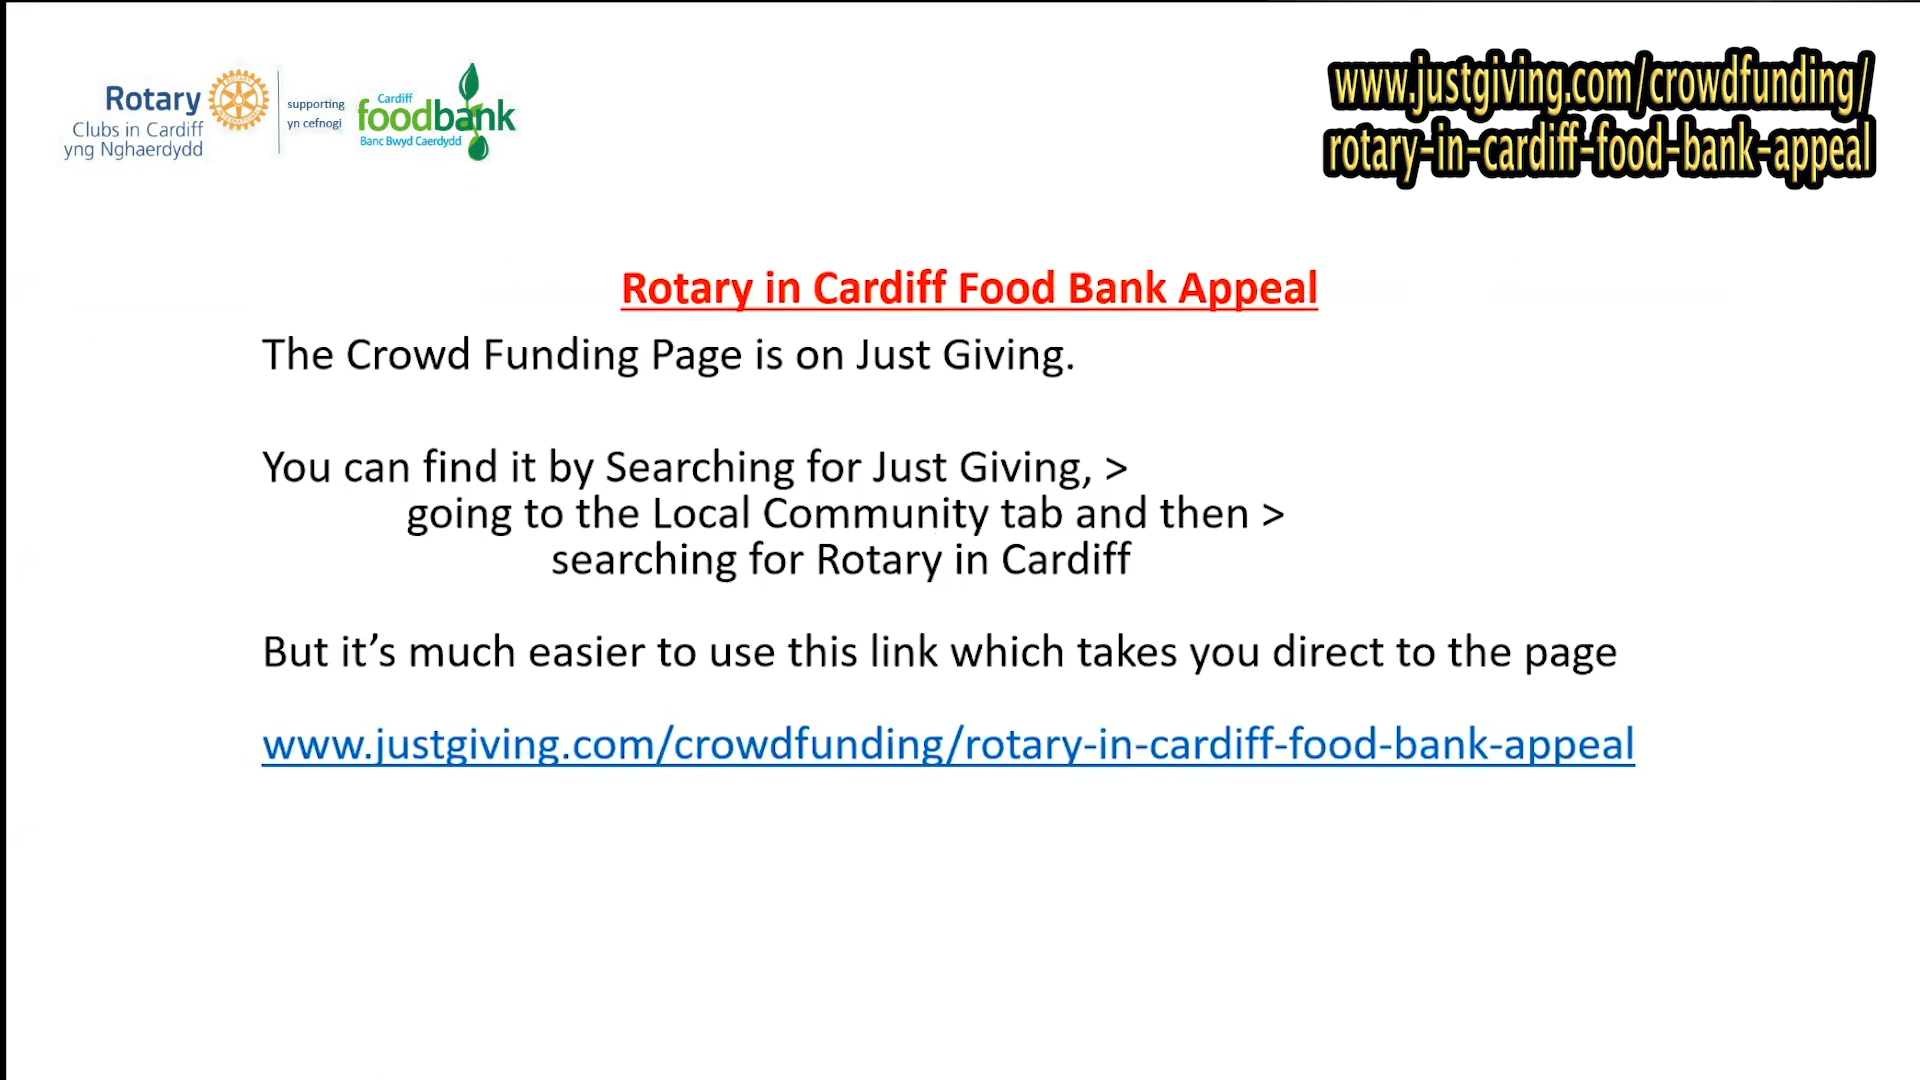 Rotary
Clubs in Cardiff
yng Nghaerdydd
supporting
yn cefnogi
Cardiff
foodbank
Banc Bwyd Caerdydd
www.justgiving.com/crowdfunding/
rotary-in-cardiff-food-bank-appeal
Rotary in Cardiff Food Bank Appeal
The Crowd Funding Page is on Just Giving.
You can find it by Searching for Just Giving, >
going to the Local Community tab and then >
searching for Rotary in Cardiff
But it’s much easier to use this link which takes you direct to the page
www.justgiving.com/crowdfunding/rotary-in-cardiff-food-bank-appeal